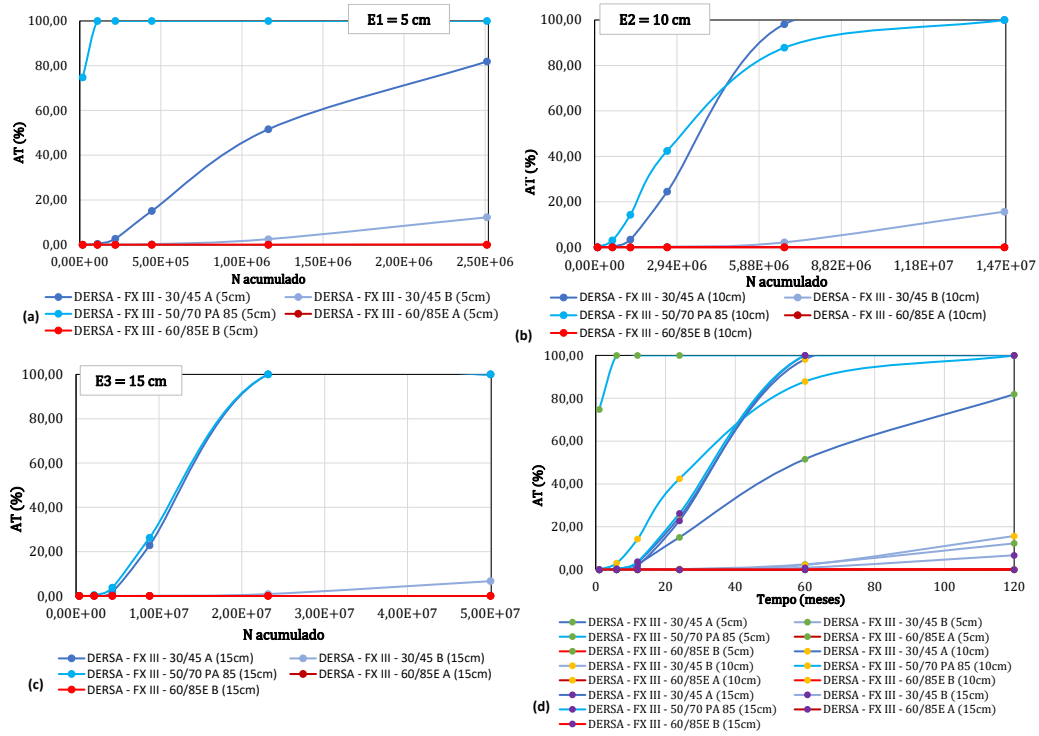 E1 = 5 cm
100,00
80,00
60,00
40,00
20,00
0,00
AT (%)
0,00E+00 5,00E+05 1,00E+06 1,50E+06 2,00E+06 2,50E+06
N acumulado
DERSA - FX III - 30/45 A (5cm) DERSA - FX III - 30/45 B (5cm)
DERSA - FX III - 50/70 PA 85 (5cm) DERSA - FX III - 60/85E A (5cm)
DERSA - FX III - 60/85E B (5cm)
(a)
E2 = 10 cm
100,00
80,00
60,00
40,00
20,00
0,00
AT (%)
0,00E+00 2,94E+06 5,88E+06 8,82E+06 1,18E+07 1,47E+07
N acumulado
DERSA - FX III - 30/45 A (10cm) DERSA - FX III - 30/45 B (10cm)
DERSA - FX III - 50/70 PA 85 (10cm) DERSA - FX III - 60/85E A (10cm)
DERSA - FX III - 60/85E B (10cm)
(b)
E3 = 15 cm
100,00
80,00
60,00
40,00
20,00
0,00
AT (%)
0,00E+00 1,00E+07 2,00E+07 3,00E+07 4,00E+07 5,00E+07
N acumulado
DERSA - FX III - 30/45 A (15cm) DERSA - FX III - 30/45 B (15cm)
DERSA - FX III - 50/70 PA 85 (15cm) DERSA - FX III - 60/85E A (15cm)
DERSA - FX III - 60/85E B (15cm)
(c)
100,00
80,00
60,00
40,00
20,00
0,00
AT (%)
0 20 40 60 80 100 120
Tempo (meses)
DERSA - FX III - 30/45 A (5cm) DERSA - FX III - 30/45 B (5cm)
DERSA - FX III - 50/70 PA 85 (5cm) DERSA - FX III - 60/85E A (5cm)
DERSA - FX III - 60/85E B (5cm) DERSA - FX III - 30/45 A (10cm)
DERSA - FX III - 30/45 B (10cm) DERSA - FX III - 50/70 PA 85 (10cm)
DERSA - FX III - 60/85E A (10cm) DERSA - FX III - 60/85E B (10cm)
DERSA - FX III - 30/45 A (15cm) DERSA - FX III - 30/45 B (15cm)
DERSA - FX III - 50/70 PA 85 (15cm) DERSA - FX III - 60/85E A (15cm)
DERSA - FX III - 60/85E B (15cm)
(d)